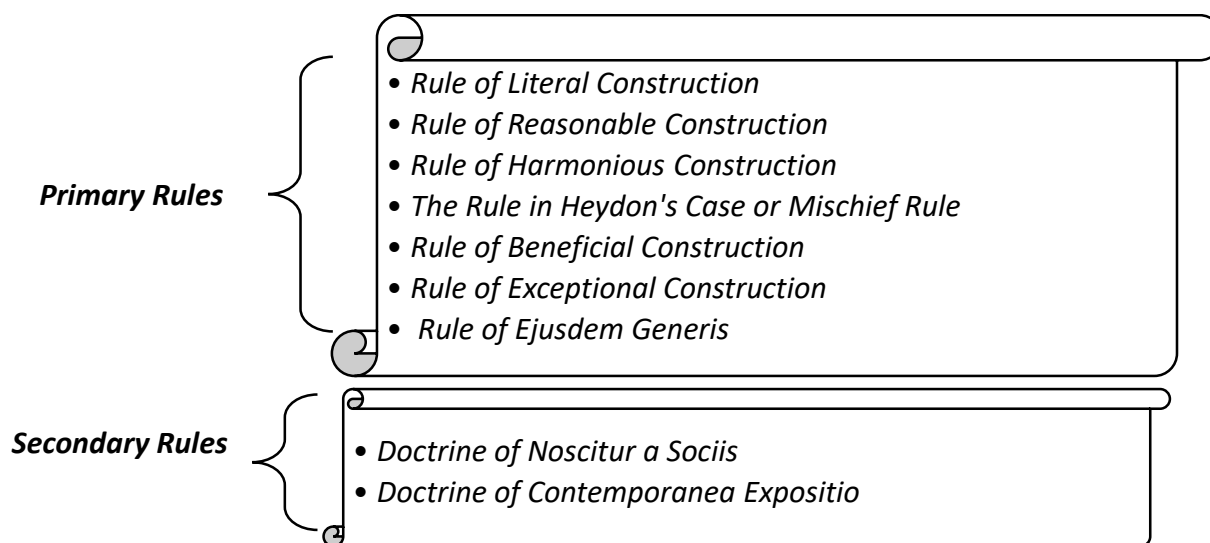 Primary Rules
• Rule of Literal Construction
• Rule of Reasonable Construction
• Rule of Harmonious Construction
• The Rule in Heydon's Case or Mischief Rule
• Rule of Beneficial Construction
• Rule of Exceptional Construction
• Rule of Ejusdem Generis
Secondary Rules
• Doctrine of Noscitur a Sociis
• Doctrine of Contemporanea Expositio